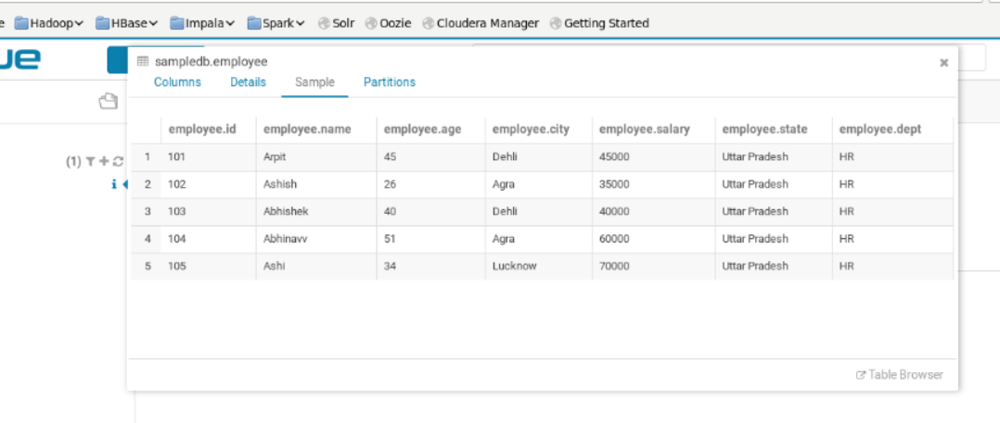 e Hadoop HBase Impala Spark Solr Oozie Cloudera Manager Getting Started
ue
sampledb.employee ×
Columns Details Sample Partitions
employee.id employee.name employee.age employee.city employee.salary employee.state employee.dept
(1)
1 101 Arpit 45 Dehli 45000 Uttar Pradesh HR
2 102 Ashish 26 Agra 35000 Uttar Pradesh HR
3 103 Abhishek 40 Dehli 40000 Uttar Pradesh HR
4 104 Abhinavv 51 Agra 60000 Uttar Pradesh HR
5 105 Ashi 34 Lucknow 70000 Uttar Pradesh HR
Table Browser